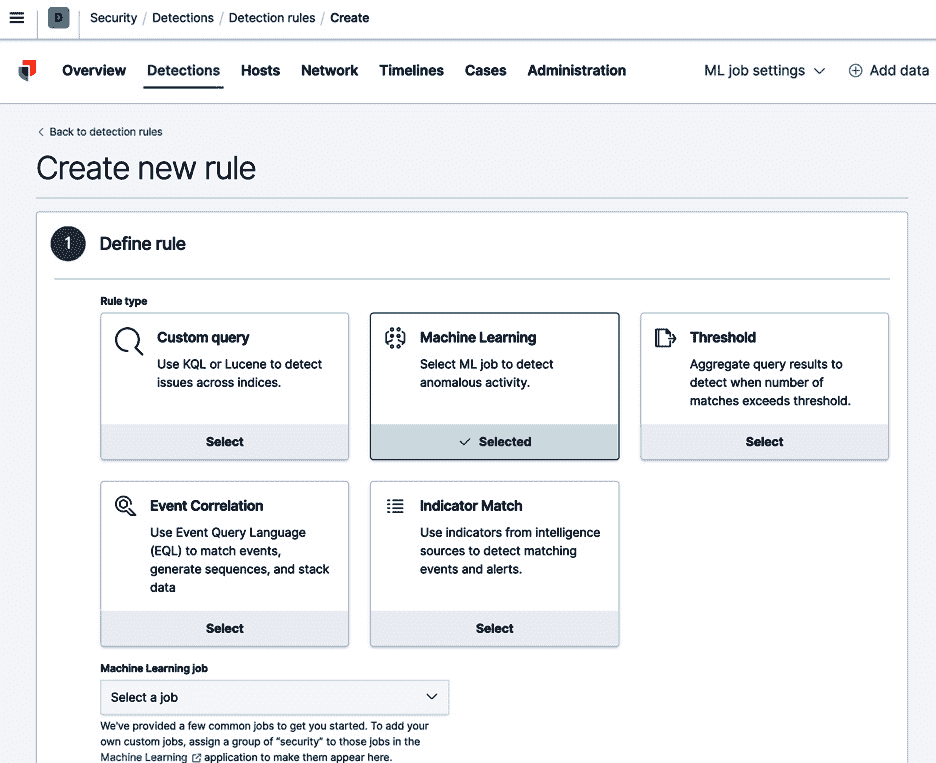 D Security / Detections / Detection rules / Create
Overview Detections Hosts Network Timelines Cases Administration ML job settings Add data
Back to detection rules
Create new rule
1 Define rule
Rule type
Custom query
Use KQL or Lucene to detect
issues across indices.
Select
Machine Learning
Select ML job to detect
anomalous activity.
Selected
Threshold
Aggregate query results to
detect when number of
matches exceeds threshold.
Select
Event Correlation
Use Event Query Language
(EQL) to match events,
generate sequences, and stack
data
Select
Indicator Match
Use indicators from intelligence
sources to detect matching
events and alerts.
Select
Machine Learning job
Select a job
We've provided a few common jobs to get you started. To add your
own custom jobs, assign a group of “security” to those jobs in the
Machine Learning application to make them appear here.